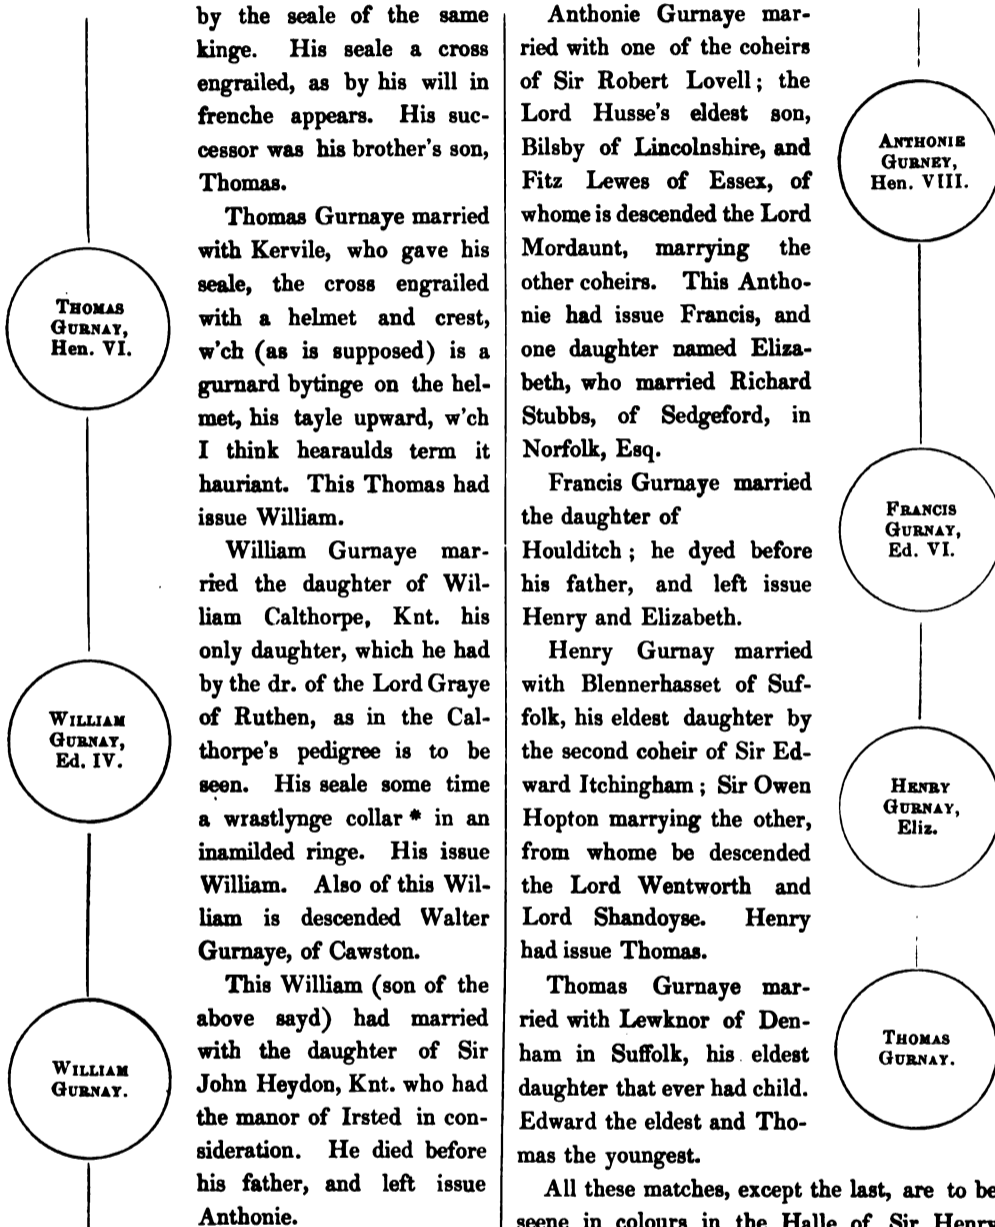 by the seale of the same
kinge. His seale a cross
engrailed, as by his will in
frenche appears. His suc-
cessor was his brother's son,
Thomas.
Thomas Gurnaye married
with Kervile, who gave his
seale, the cross engrailed
with a helmet and crest,
w'ch (as is supposed) is a
gurnard bytinge on the hel-
met, his tayle upward, w'ch
I think hearaulds term it
hauriant. This Thomas had
issue William.
William Gurnaye mar-
ried the daughter of Wil-
liam Calthorpe, Knt. his
only daughter, which he had
by the dr. of the Lord Graye
of Ruthen, as in the Cal-
thorpe's pedigree is to be
seen. His seale some time
a wrastlynge collar * in an
inamilded ringe. His issue
William. Also of this Wil-
liam is descended Walter
Gurnaye, of Cawston.
This William (son of the
above sayd) had married
with the daughter of Sir
John Heydon, Knt. who had
the manor of Irsted in con-
sideration. He died before
his father, and left issue
Anthonie.
THOMAS
GURNAY,
Hen. VI.
WILLIAM
GURNAY,
Ed. IV.
WILLIAM
GURNAY.
Anthonie Gurnaye mar-
ried with one of the coheirs
of Sir Robert Lovell; the
Lord Husse's eldest son,
Bilsby of Lincolnshire, and
Fitz Lewes of Essex, of
whome is descended the Lord
Mordaunt, marrying the
other coheirs. This Antho-
nie had issue Francis, and
one daughter named Eliza-
beth, who married Richard
Stubbs, of Sedgeford, in
Norfolk, Esq.
Francis Gurnaye married
the daughter of
Houlditch; he dyed before
his father, and left issue
Henry and Elizabeth.
Henry Gurnay married
with Blennerhasset of Suf-
folk, his eldest daughter by
the second coheir of Sir Ed-
ward Itchingham; Sir Owen
Hopton marrying the other,
from whome be descended
the Lord Wentworth and
Lord Shandoyse. Henry
had issue Thomas.
Thomas Gurnaye mar-
ried with Lewknor of Den-
ham in Suffolk, his eldest
daughter that ever had child.
Edward the eldest and Tho-
mas the youngest.
All these matches, except the last, are to be
seene in colours in the Halle of Sir Henry
ANTHONIE
GURNEY,
Hen. VIII.
FRANCIS
GURNAY,
Ed. VI.
HENRY
GURNAY,
Eliz.
THOMAS
GURNAY.